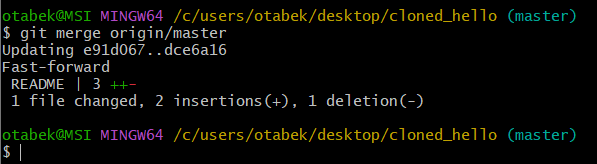 otabek@MSI MINGW64 /c/users/otabek/desktop/cloned_hello (master)
$ git merge origin/master
Updating e91d067..dce6a16
Fast-forward
 README | 3 ++-
 1 file changed, 2 insertions(+), 1 deletion(-)
otabek@MSI MINGW64 /c/users/otabek/desktop/cloned_hello (master)
$